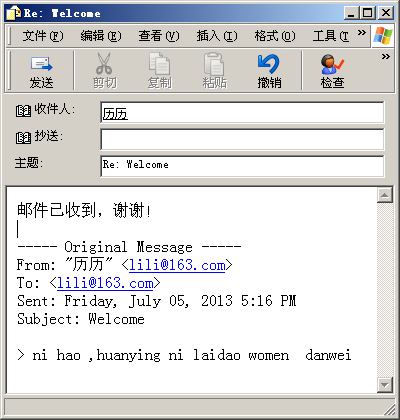 Re: Welcome
文件(F) 编辑(E) 查看(V) 插入(I) 格式(O) 工具(T »
发送 剪切 复制 粘贴 撤销 检查 »
收件人: 历历
抄送:
主题: Re: Welcome
邮件已收到，谢谢！
----- Original Message -----
From: "历历" <lili@163.com>
To: <lili@163.com>
Sent: Friday, July 05, 2013 5:16 PM
Subject: Welcome
> ni hao ,huanying ni laidao women  danwei